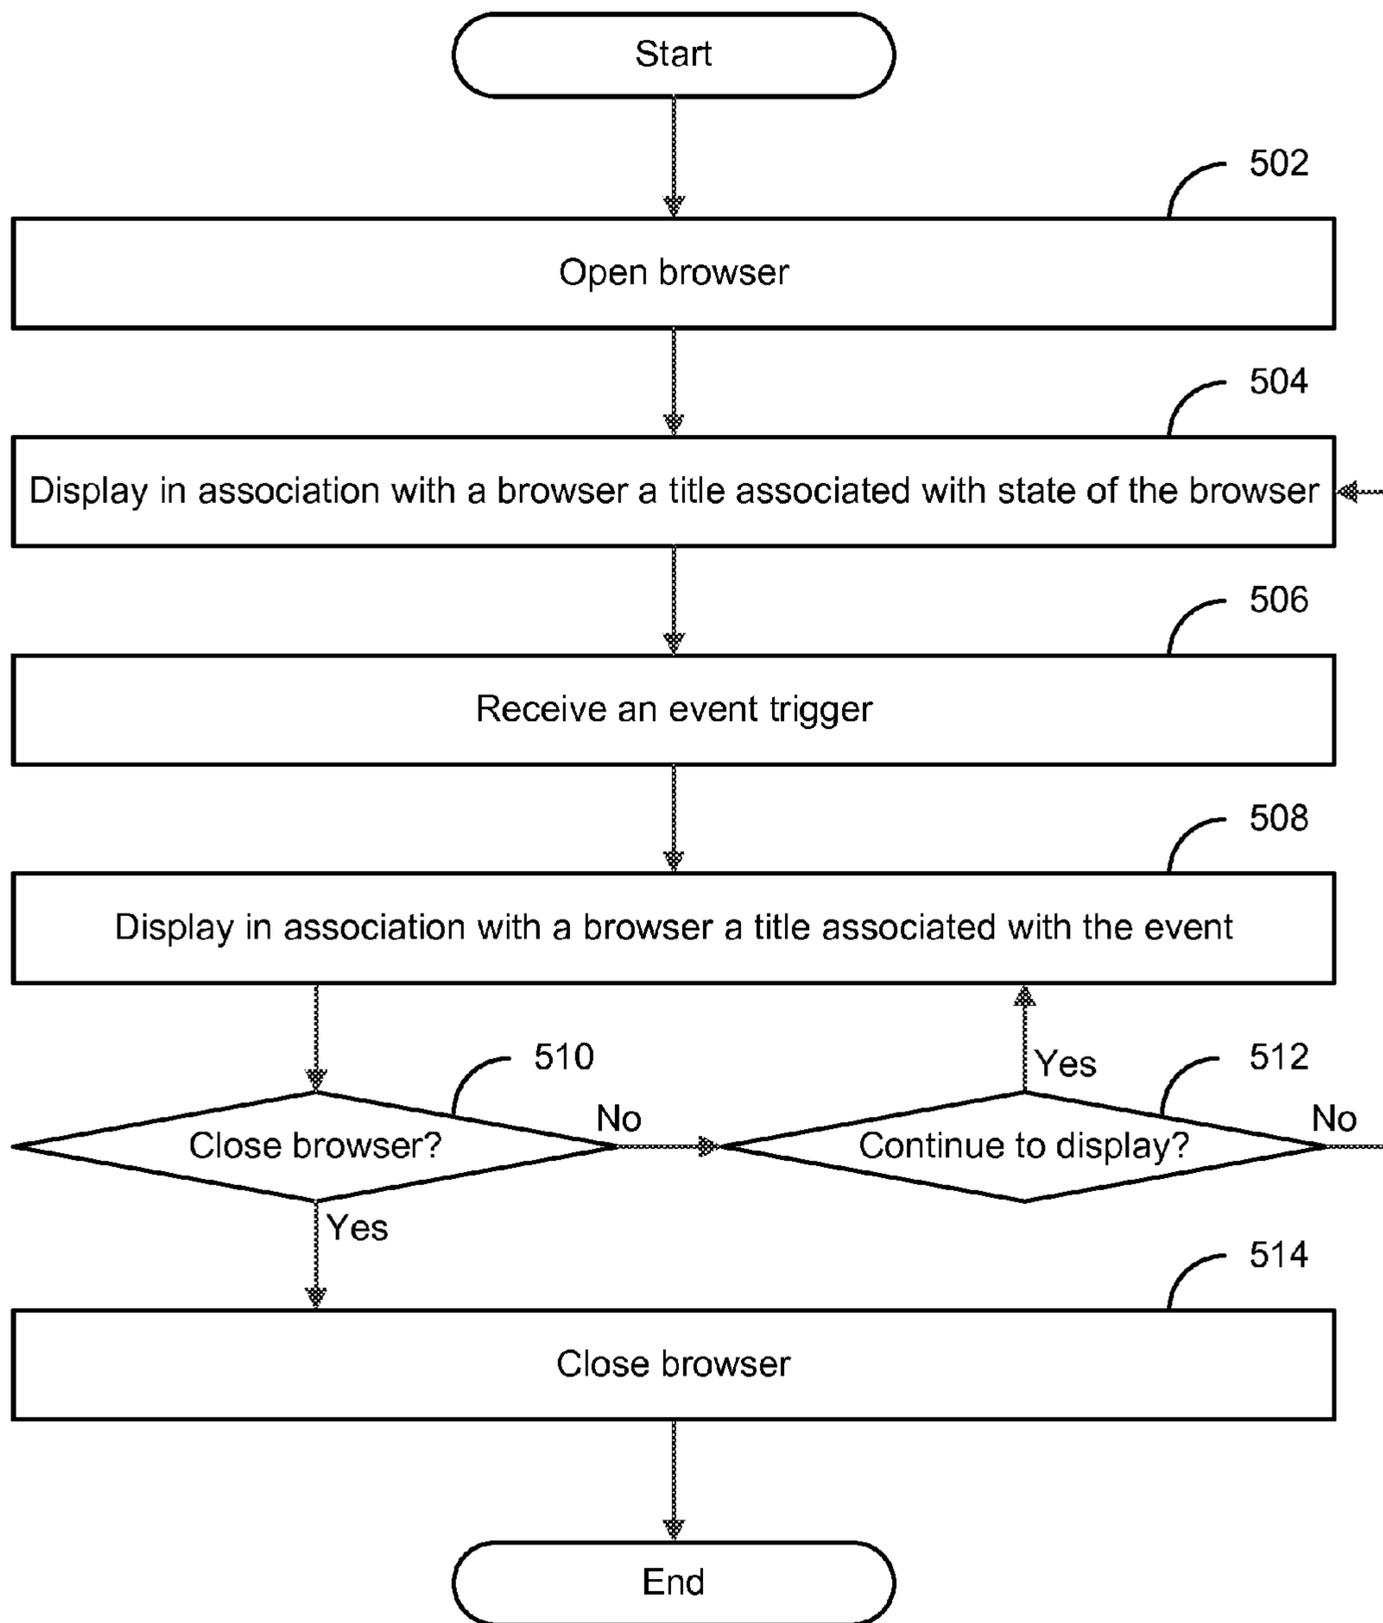 Start
502
Open browser
504
Display in association with a browser a title associated with state of the browser
506
Receive an event trigger
508
Display in association with a browser a title associated with the event
510
Close browser?
No
Yes
512
Continue to display?
Yes
No
514
Close browser
End